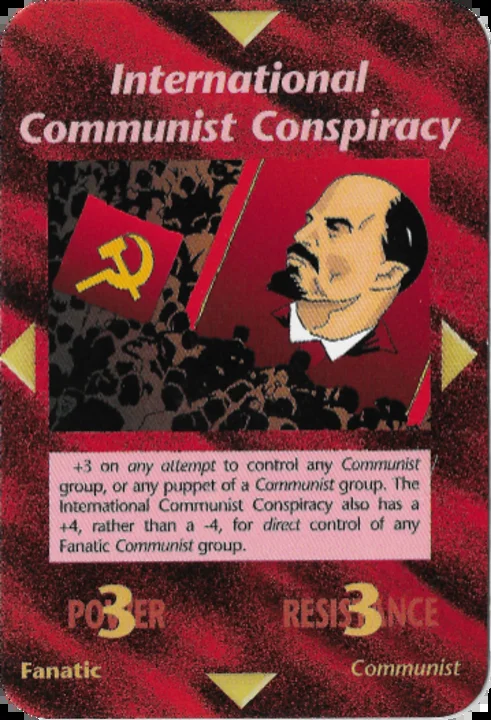 International
Communist Conspiracy
+3 on any attempt to control any Communist
group, or any puppet of a Communist group. The
International Communist Conspiracy also has a
+4, rather than a -4, for direct control of any
Fanatic Communist group.
POWER 3 RESISTANCE 3
Fanatic Communist